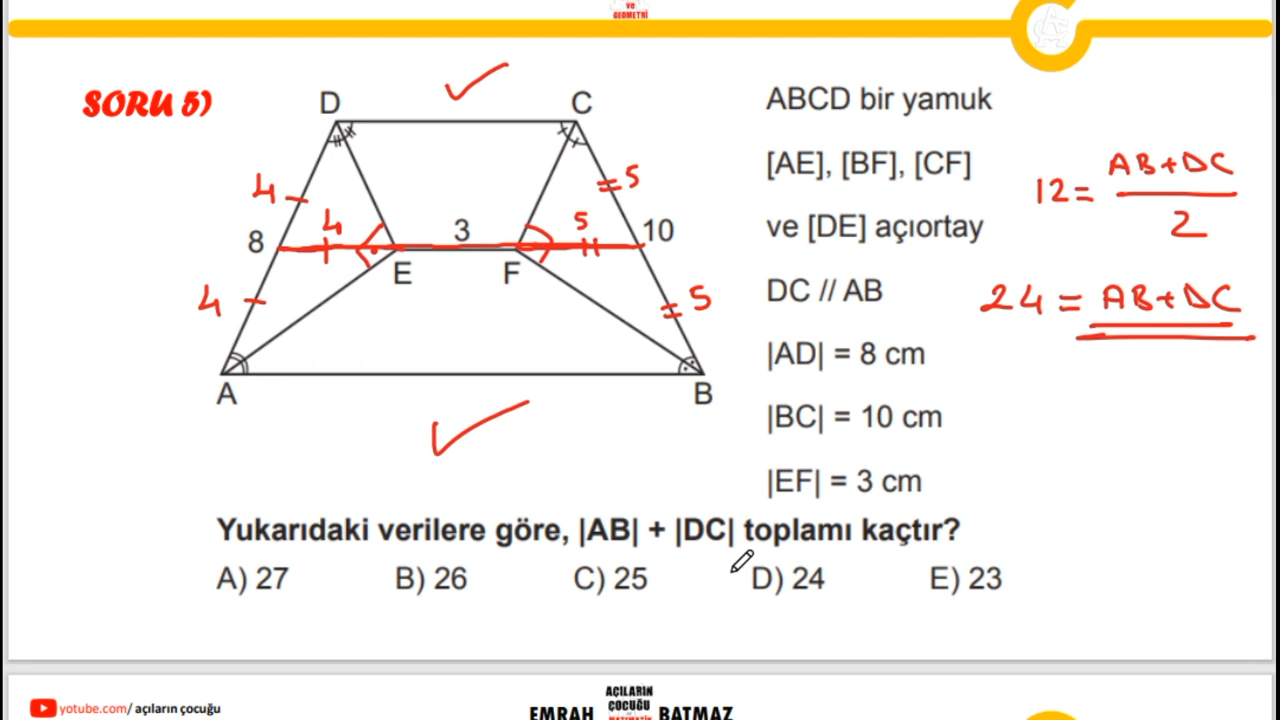 ve
GEOMETRİ
SORU 5)
D
C
ABCD bir yamuk
[AE], [BF], [CF]
ve [DE] açıortay
DC // AB
|AD| = 8 cm
|BC| = 10 cm
|EF| = 3 cm
12 = AB+DC
2
24 = AB+DC
4
5
4
3
5
8
10
E
F
4
5
A
B
Yukarıdaki verilere göre, |AB| + |DC| toplamı kaçtır?
A) 27 B) 26 C) 25 D) 24 E) 23
yotube.com/ açıların çocuğu
AÇILARIN
ÇOCUĞU
MATEMATİK
EMRAH BATMAZ